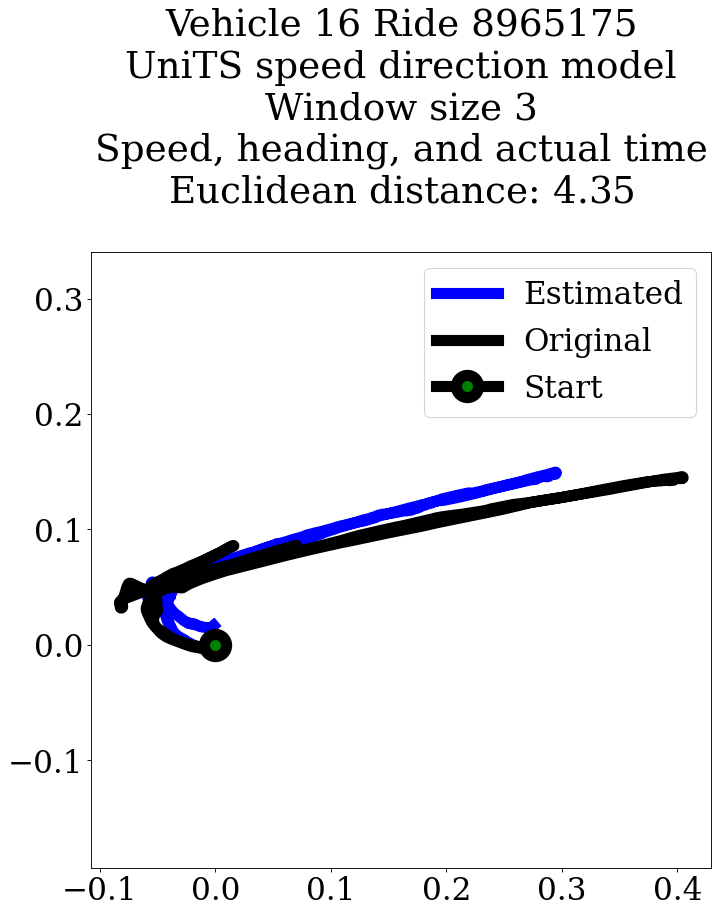 Vehicle 16 Ride 8965175
UniTS speed direction model
Window size 3
Speed, heading, and actual time
Euclidean distance: 4.35
Estimated
Original
Start
0.3
0.2
0.1
0.0
−0.1
−0.1 0.0 0.1 0.2 0.3 0.4